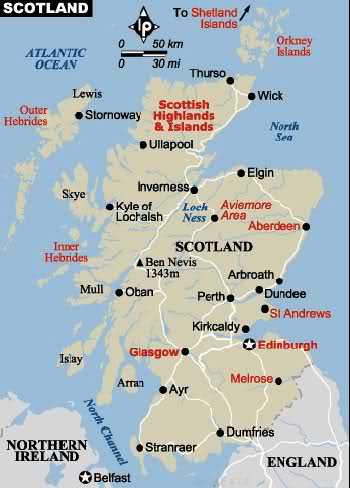 SCOTLAND
To Shetland
Islands
lp
ATLANTIC
OCEAN
0
50 km
0
30 mi
Orkney
Islands
Thurso
Wick
Lewis
Outer
Hebrides
Stornoway
Scottish
Highlands
& Islands
North
Sea
Ullapool
Elgin
Inverness
Skye
Kyle of
Lochalsh
Loch
Ness
Aviemore
Area
Aberdeen
Inner
Hebrides
SCOTLAND
Ben Nevis
1343m
Mull
Oban
Arbroath
Perth
Dundee
St Andrews
Kirkcaldy
Islay
Glasgow
Edinburgh
Arran
Ayr
Melrose
North Channel
NORTHERN
IRELAND
Stranraer
Dumfries
Belfast
ENGLAND